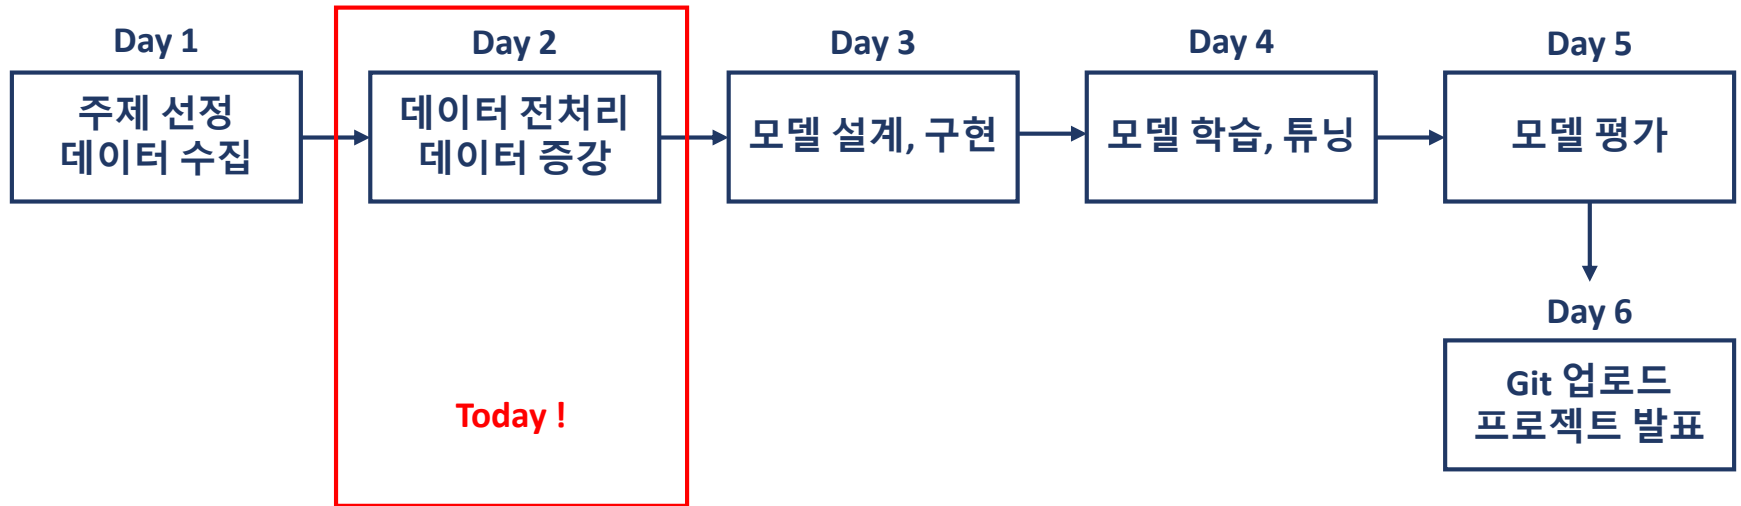 Day 1
주제 선정
데이터 수집
Day 2
데이터 전처리
데이터 증강
Today !
Day 3
모델 설계, 구현
Day 4
모델 학습, 튜닝
Day 5
모델 평가
Day 6
Git 업로드
프로젝트 발표